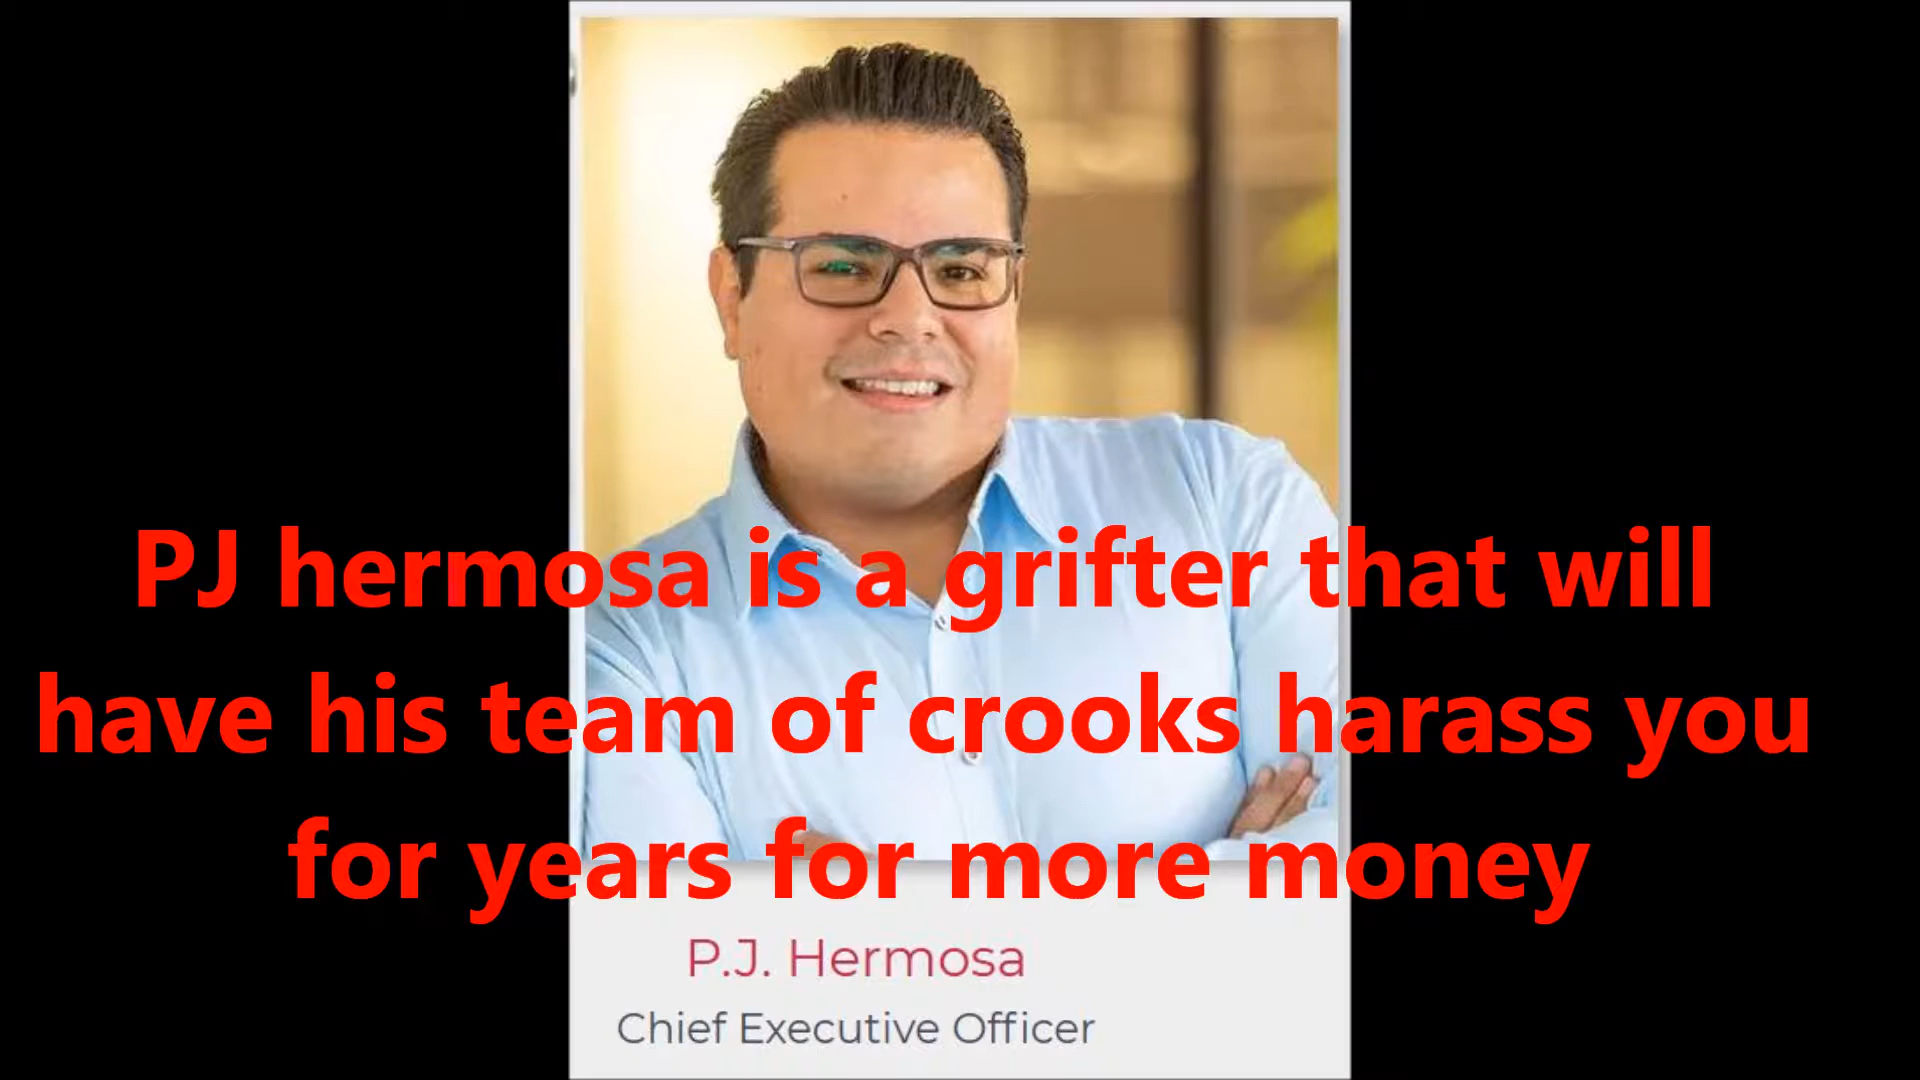 PJ hermosa is a grifter that will
have his team of crooks harass you
for years for more money
P.J. Hermosa
Chief Executive Officer